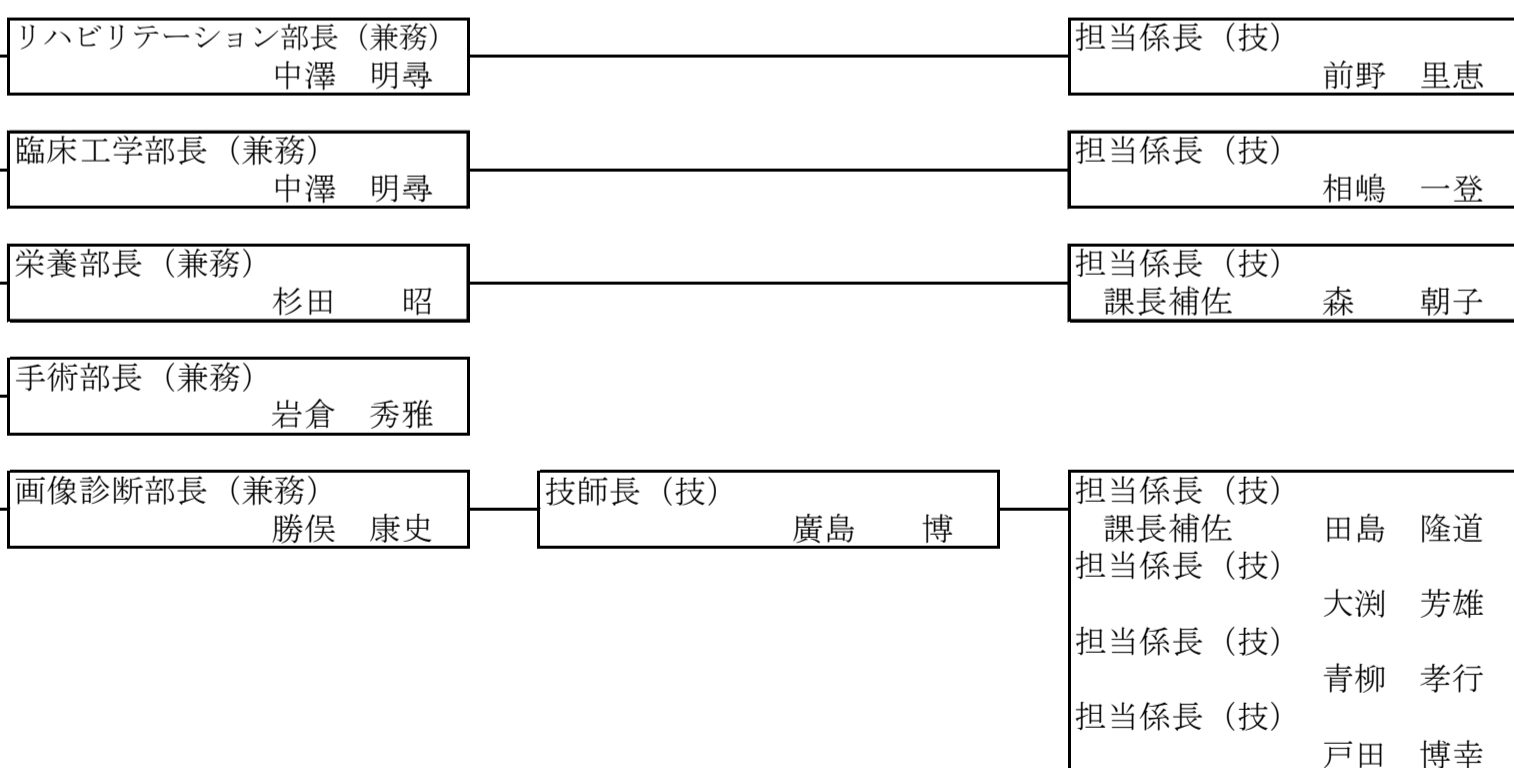 リハビリテーション部長（兼務）
中澤　明尋
担当係長（技）
前野　里恵
臨床工学部長（兼務）
中澤　明尋
担当係長（技）
相嶋　一登
栄養部長（兼務）
杉田　　昭
担当係長（技）
課長補佐　　森　　朝子
手術部長（兼務）
岩倉　秀雅
画像診断部長（兼務）
勝俣　康史
技師長（技）
廣島　　博
担当係長（技）
課長補佐　　田島　隆道
担当係長（技）
大渕　芳雄
担当係長（技）
青柳　孝行
担当係長（技）
戸田　博幸